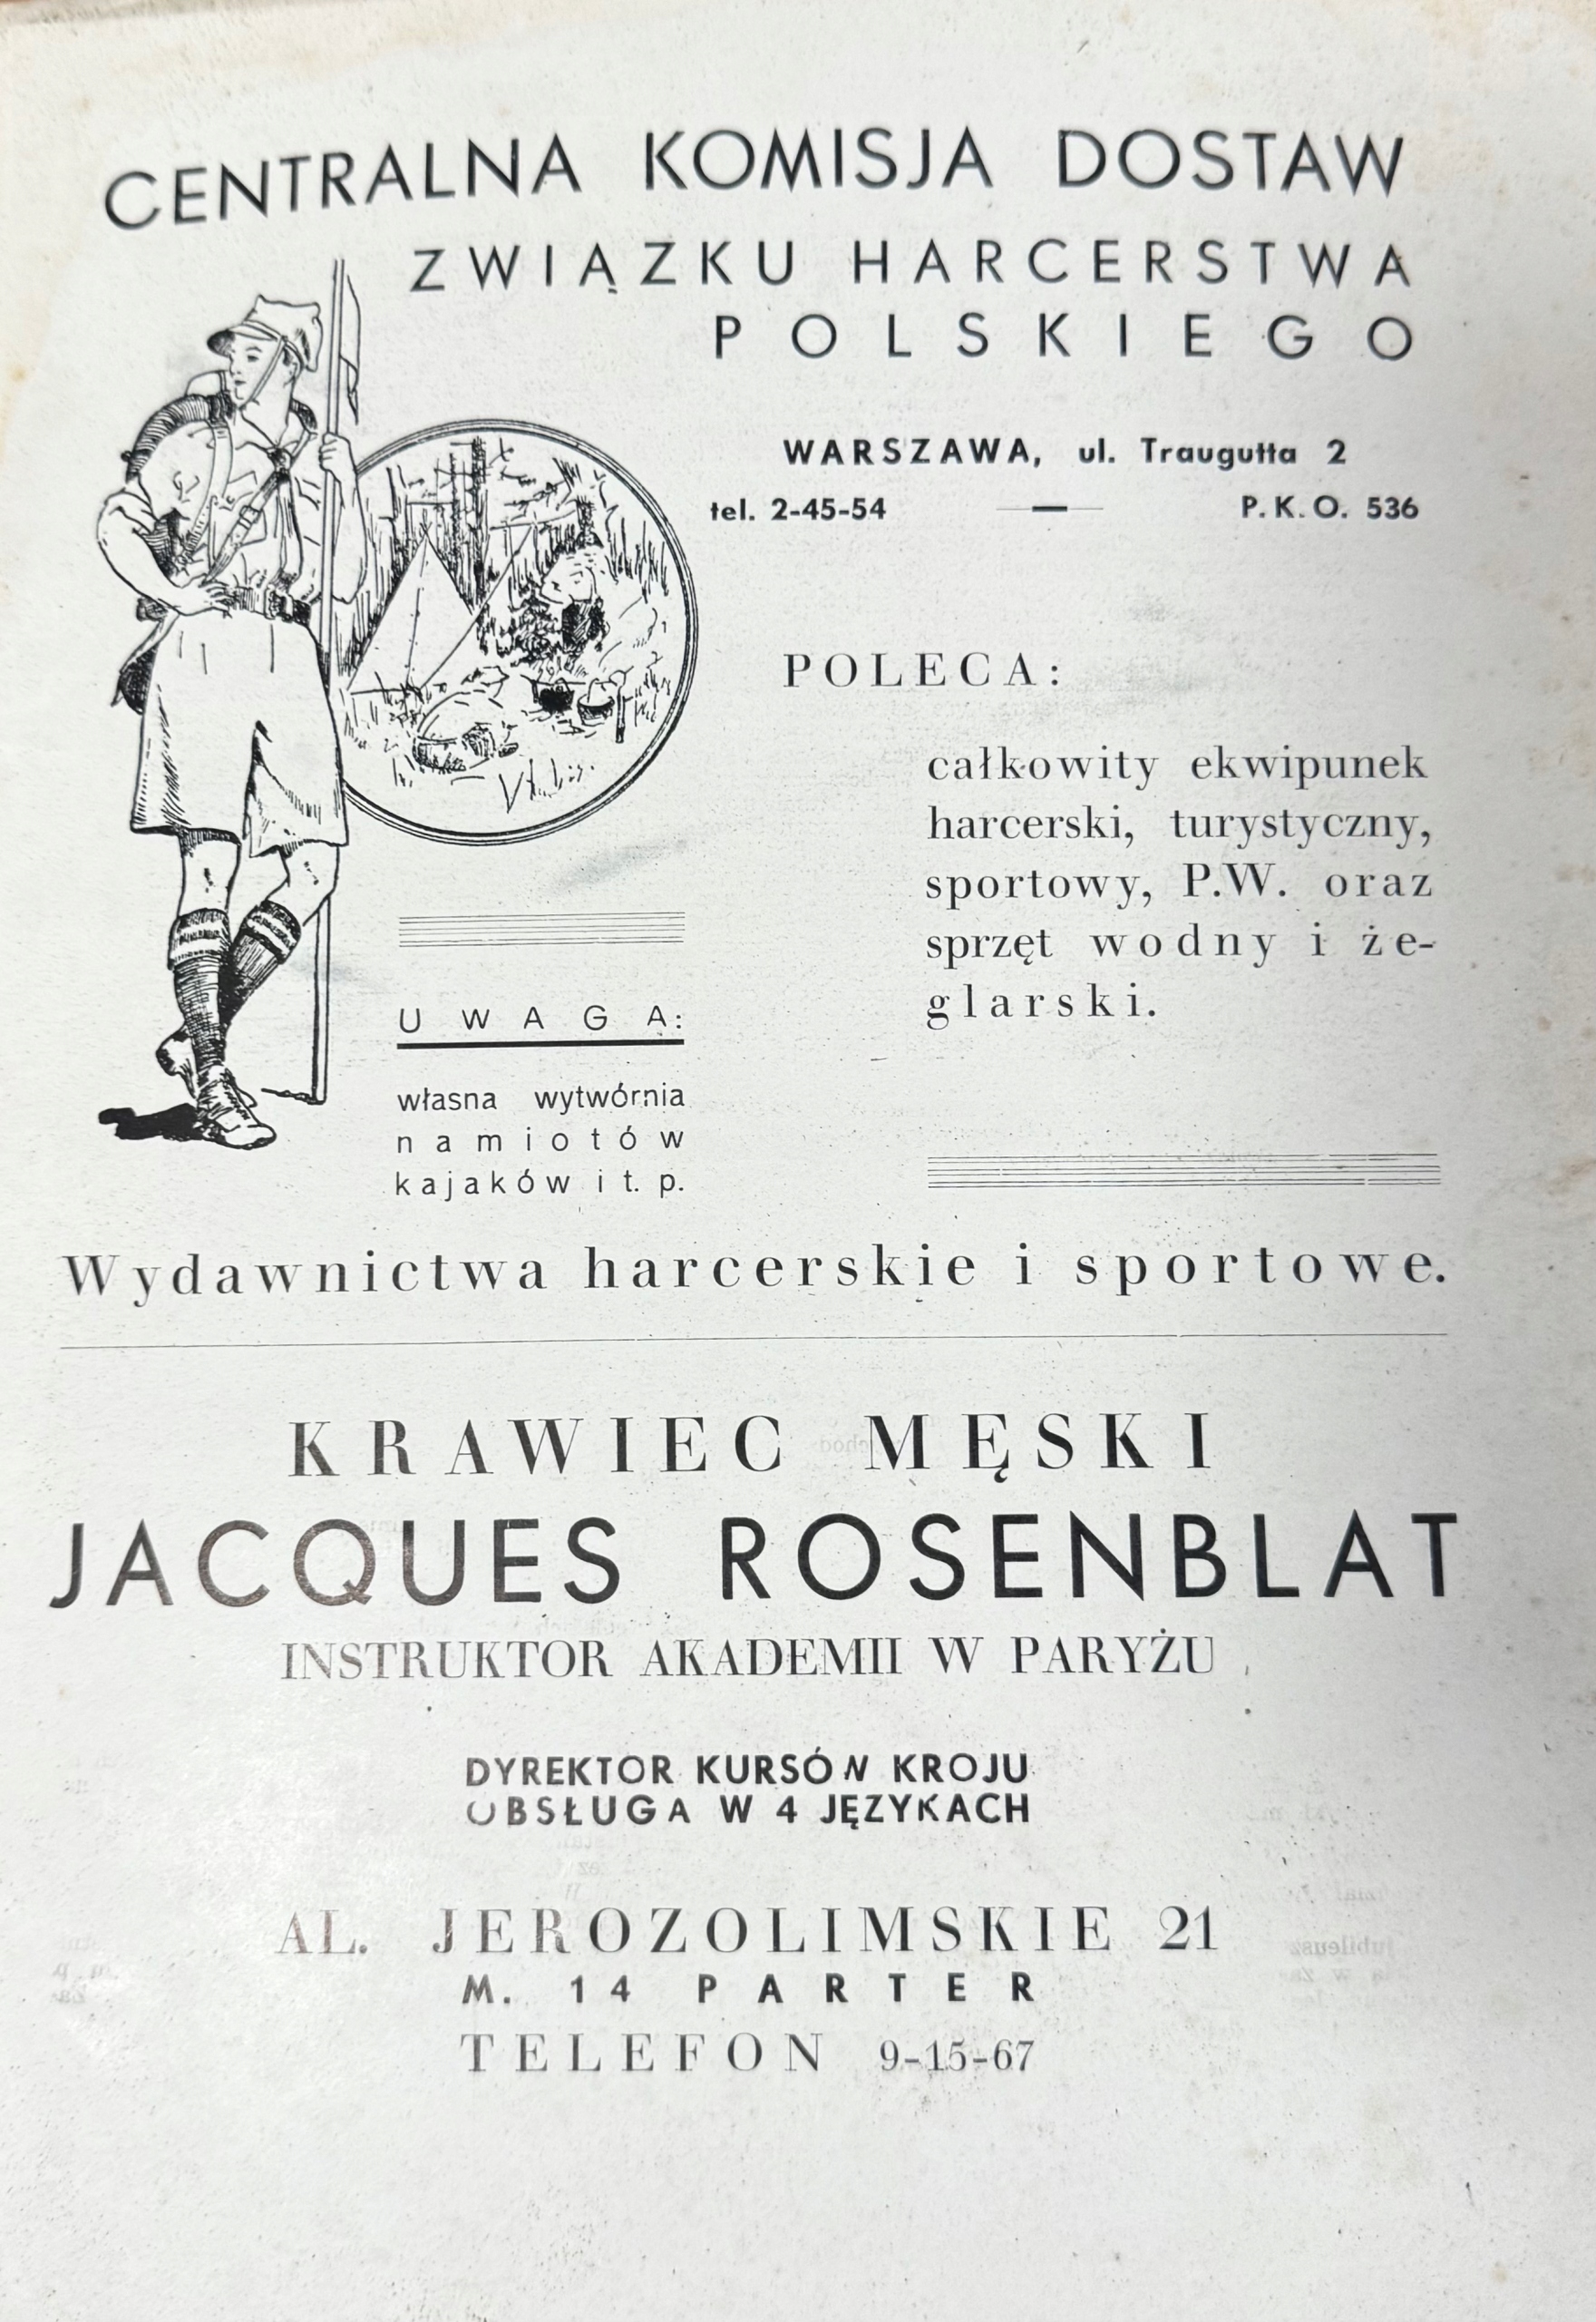 CENTRALNA KOMISJA DOSTAW
ZWIĄZKU HARCERSTWA
POLSKIEGO
WARSZAWA, ul. Traugutta 2
tel. 2-45-54 — P.K.O. 536
POLECA:
całkowity ekwipunek
harcerski, turystyczny,
sportowy, P.W. oraz
sprzęt wodny i że-
glarski.
UWAGA:
własna wytwórnia
namiotów
kajaków i t. p.
Wydawnictwa harcerskie i sportowe.
KRAWIEC MĘSKI
JACQUES ROSENBLAT
INSTRUKTOR AKADEMII W PARYŻU
DYREKTOR KURSÓW KROJU
OBSŁUGA W 4 JĘZYKACH
AL. JEROZOLIMSKIE 21
M. 14 PARTER
TELEFON 9-15-67